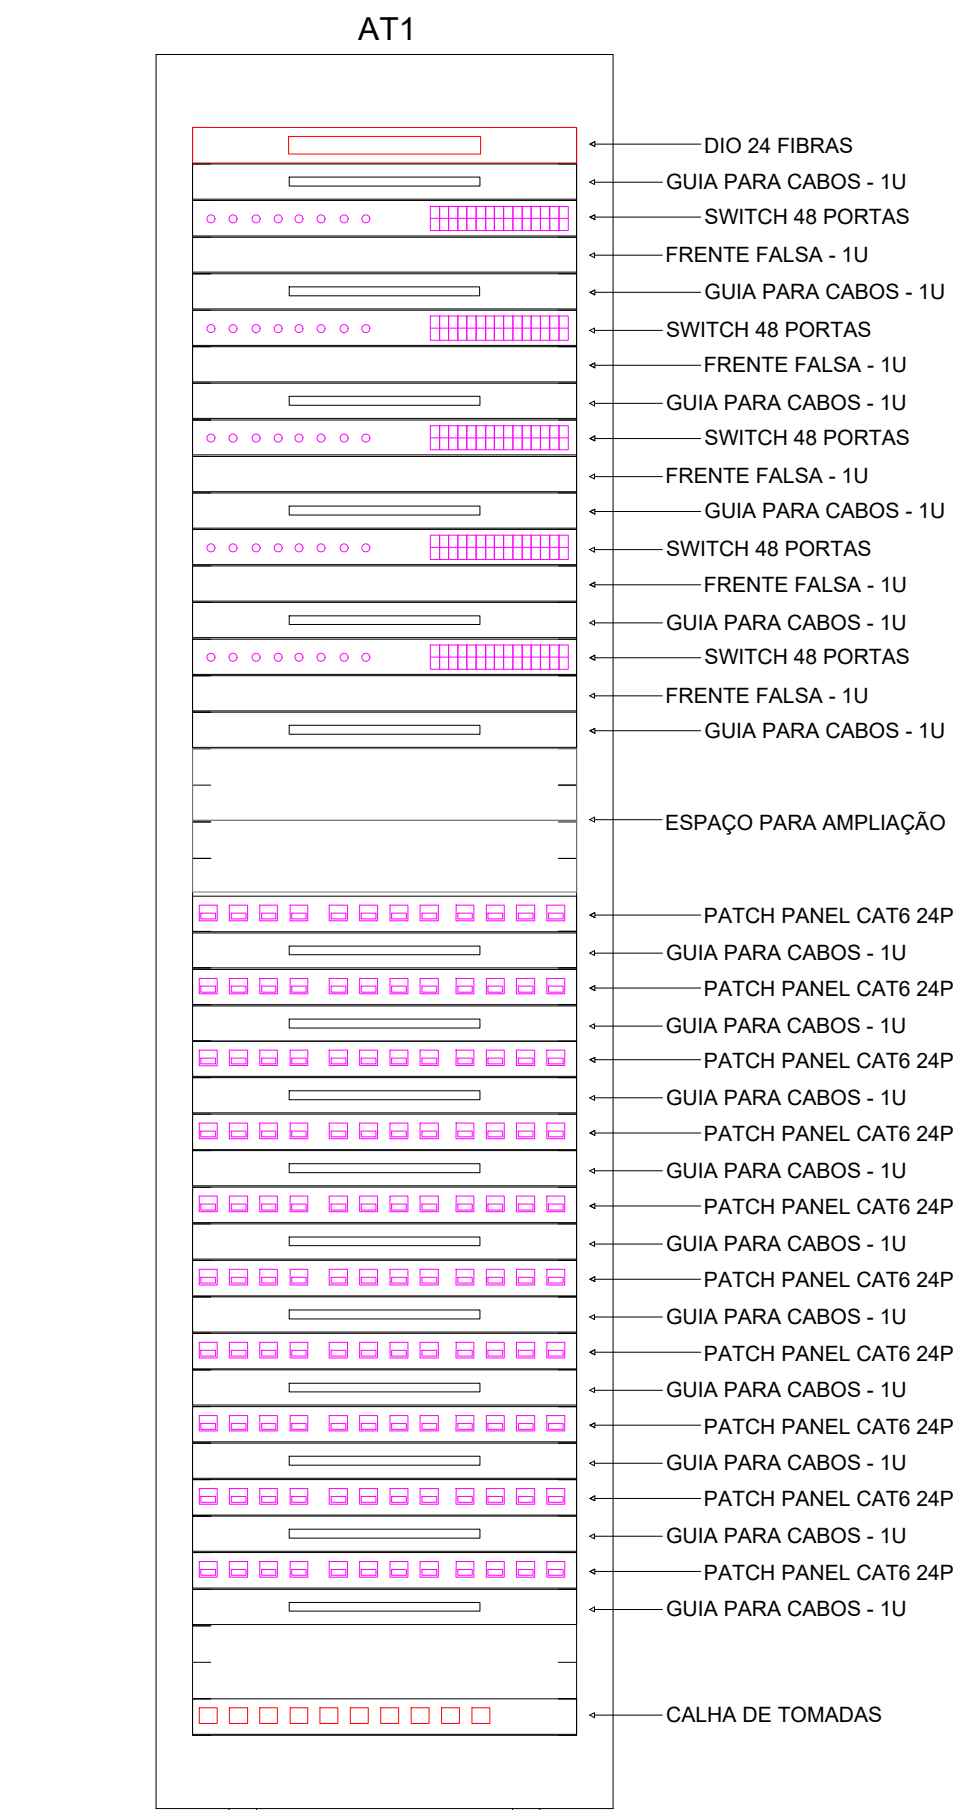 AT1
DIO 24 FIBRAS
GUIA PARA CABOS - 1U
SWITCH 48 PORTAS
FRENTE FALSA - 1U
GUIA PARA CABOS - 1U
SWITCH 48 PORTAS
FRENTE FALSA - 1U
GUIA PARA CABOS - 1U
SWITCH 48 PORTAS
FRENTE FALSA - 1U
GUIA PARA CABOS - 1U
SWITCH 48 PORTAS
FRENTE FALSA - 1U
GUIA PARA CABOS - 1U
SWITCH 48 PORTAS
FRENTE FALSA - 1U
GUIA PARA CABOS - 1U
ESPAÇO PARA AMPLIAÇÃO
PATCH PANEL CAT6 24P
GUIA PARA CABOS - 1U
PATCH PANEL CAT6 24P
GUIA PARA CABOS - 1U
PATCH PANEL CAT6 24P
GUIA PARA CABOS - 1U
PATCH PANEL CAT6 24P
GUIA PARA CABOS - 1U
PATCH PANEL CAT6 24P
GUIA PARA CABOS - 1U
PATCH PANEL CAT6 24P
GUIA PARA CABOS - 1U
PATCH PANEL CAT6 24P
GUIA PARA CABOS - 1U
PATCH PANEL CAT6 24P
GUIA PARA CABOS - 1U
PATCH PANEL CAT6 24P
GUIA PARA CABOS - 1U
PATCH PANEL CAT6 24P
GUIA PARA CABOS - 1U
CALHA DE TOMADAS